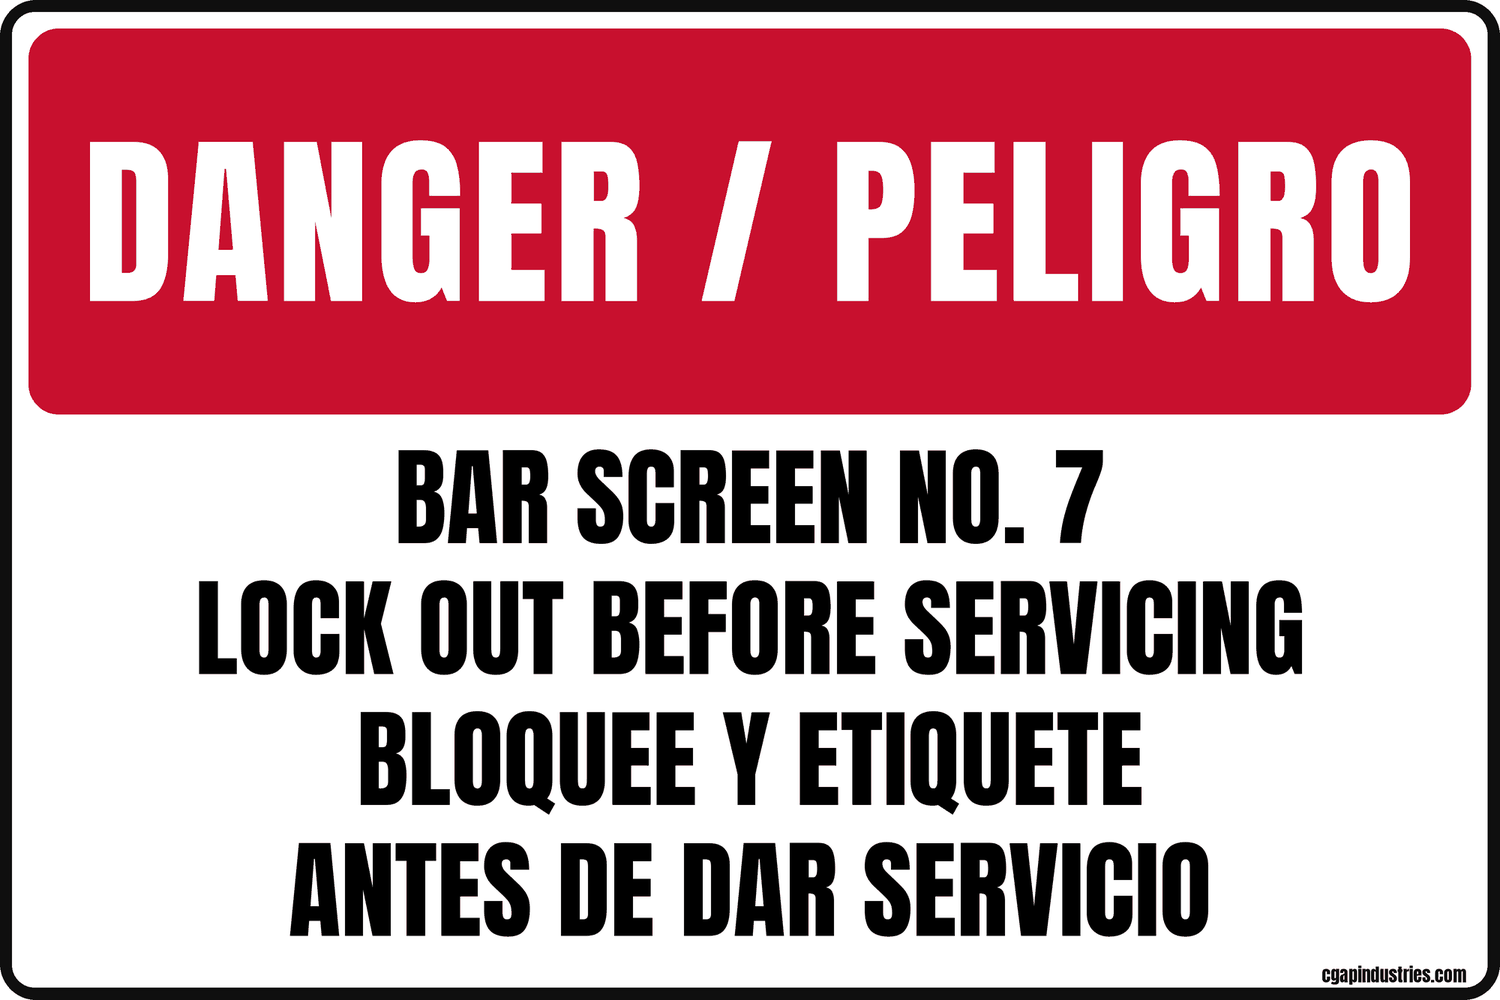 DANGER / PELIGRO
BAR SCREEN NO. 7
LOCK OUT BEFORE SERVICING
BLOQUEE Y ETIQUETE
ANTES DE DAR SERVICIO
cgapindustries.com